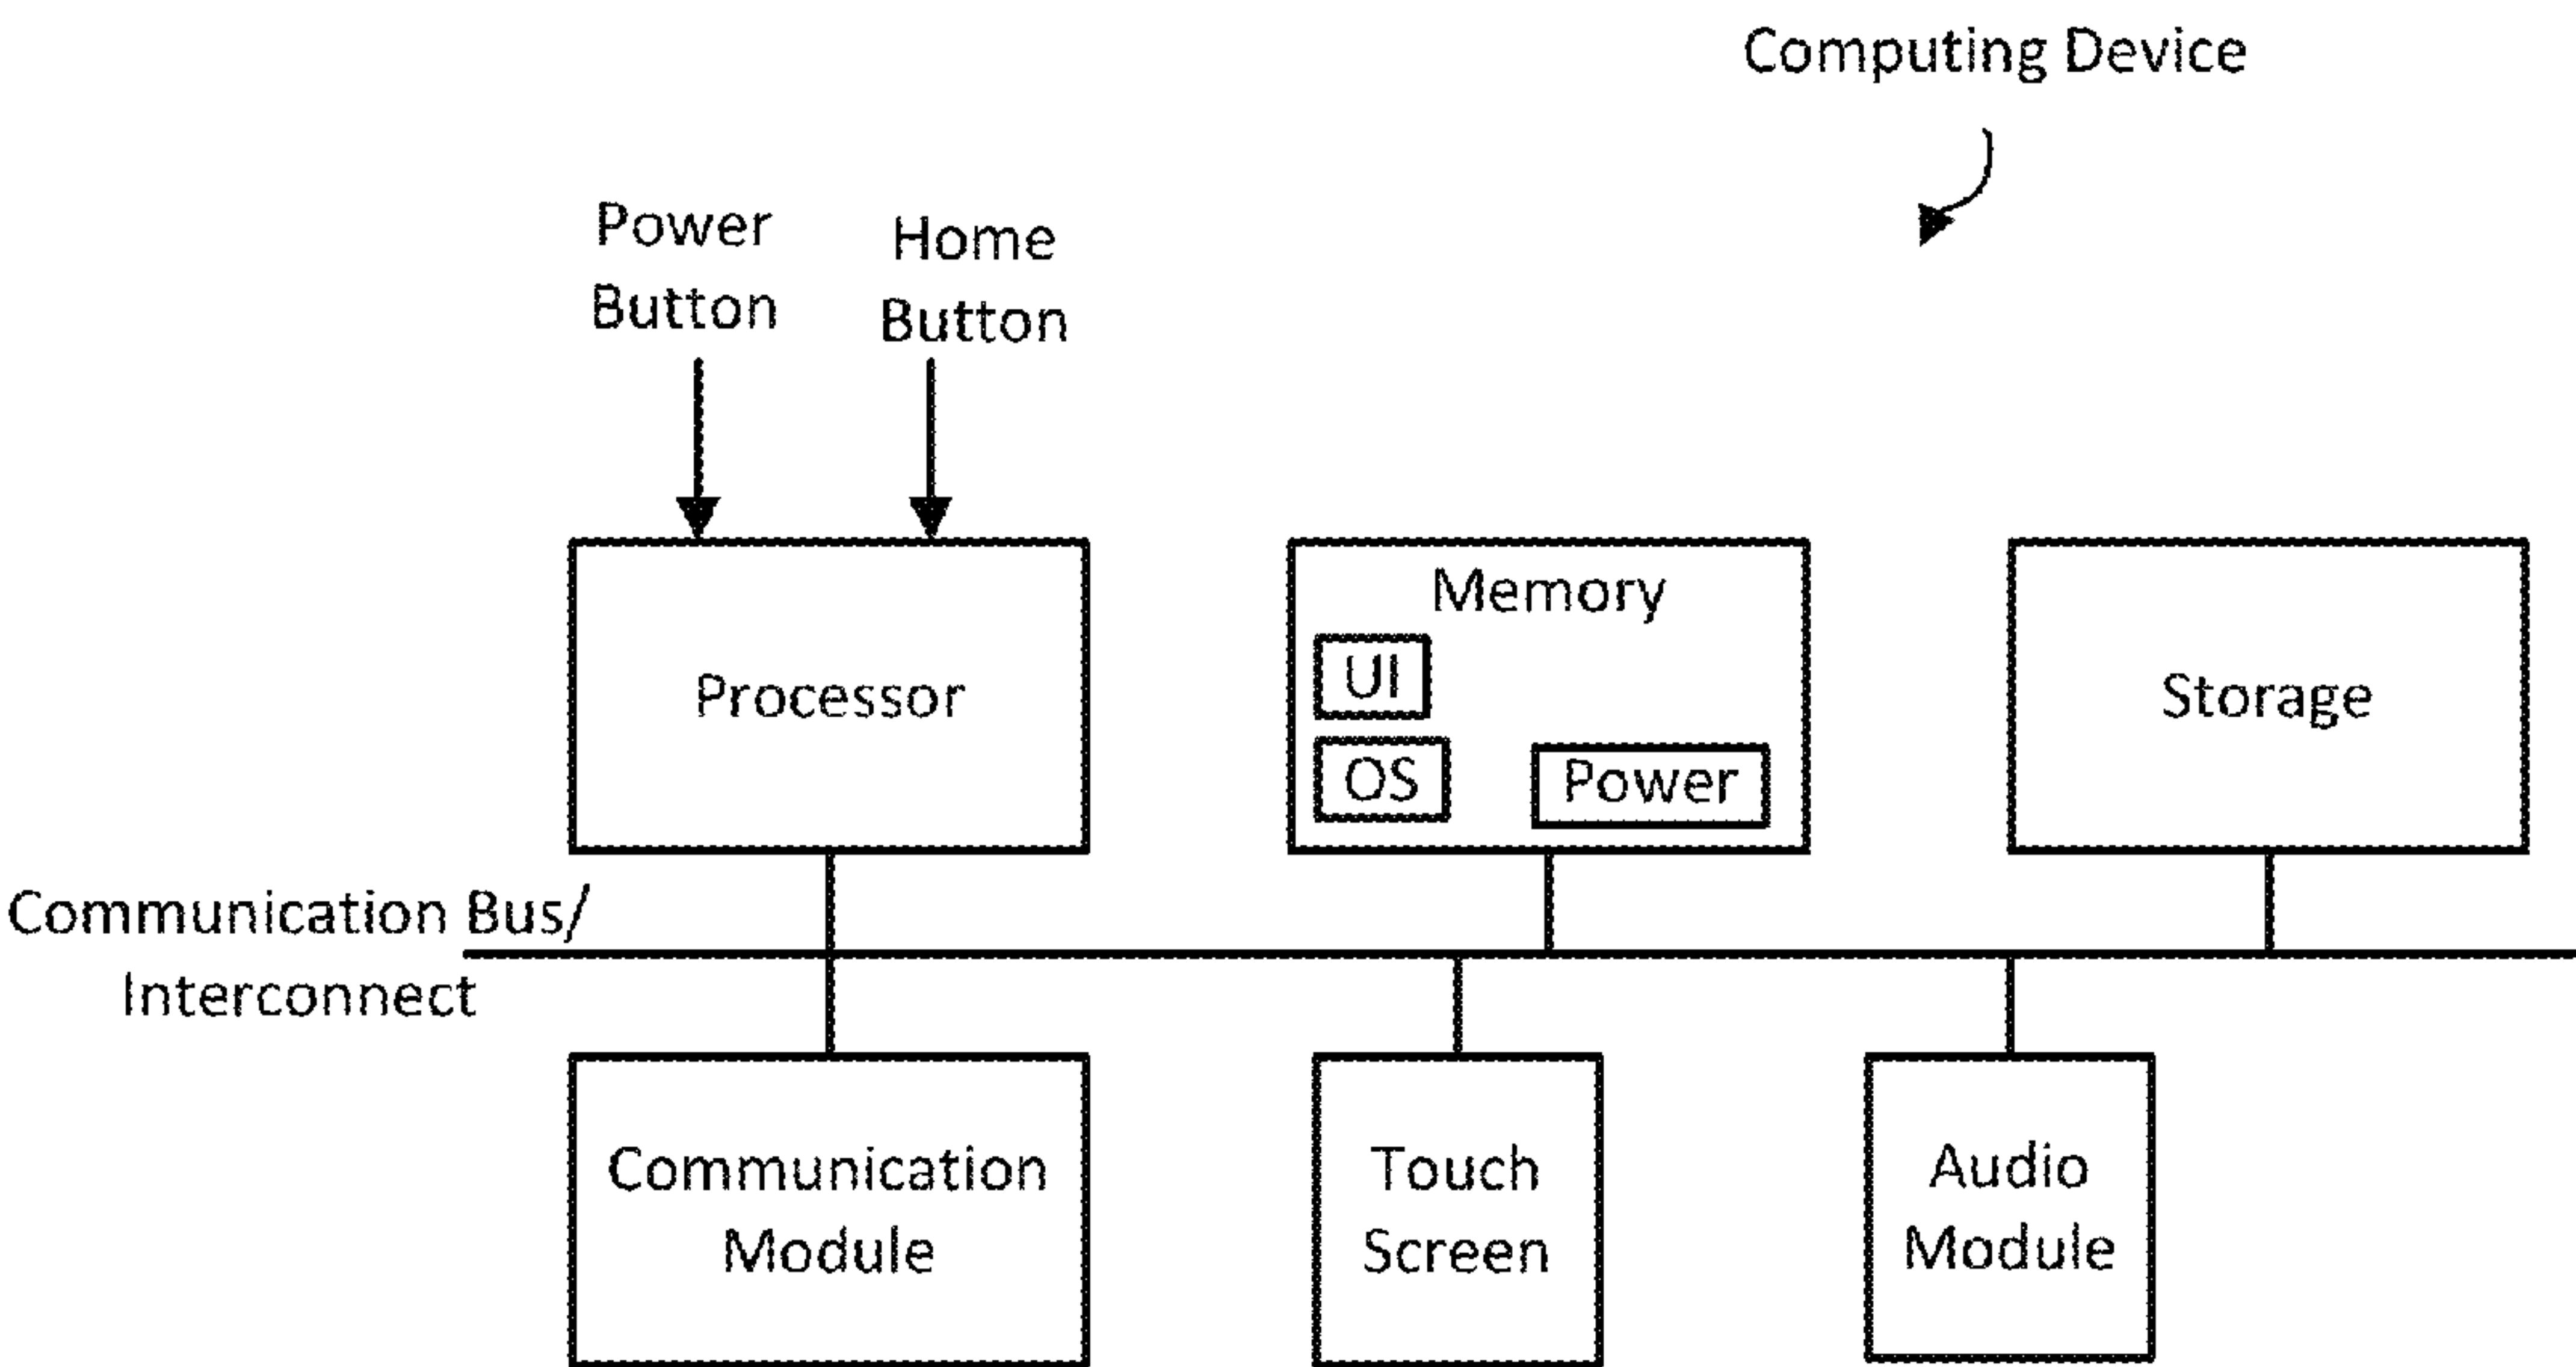 Computing Device
Power
Button
Home
Button
Processor
Memory
UI
OS
Power
Storage
Communication Bus/
Interconnect
Communication
Module
Touch
Screen
Audio
Module